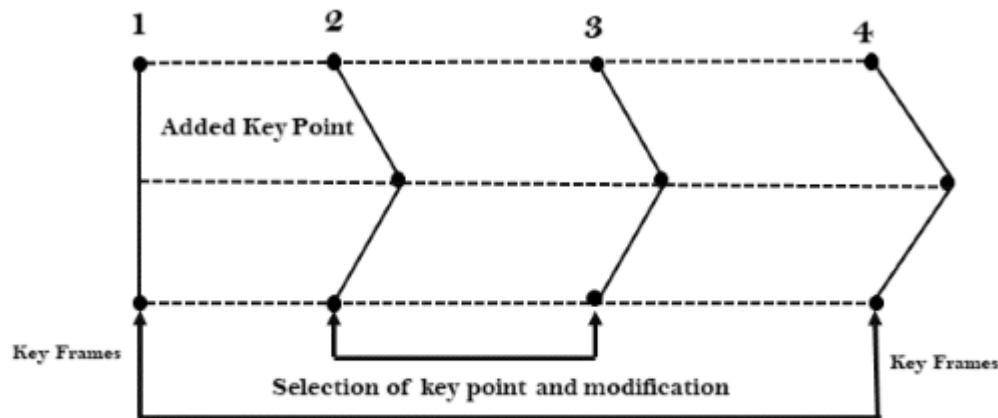 1 2 3 4
Added Key Point
Key Frames
Key Frames
Selection of key point and modification